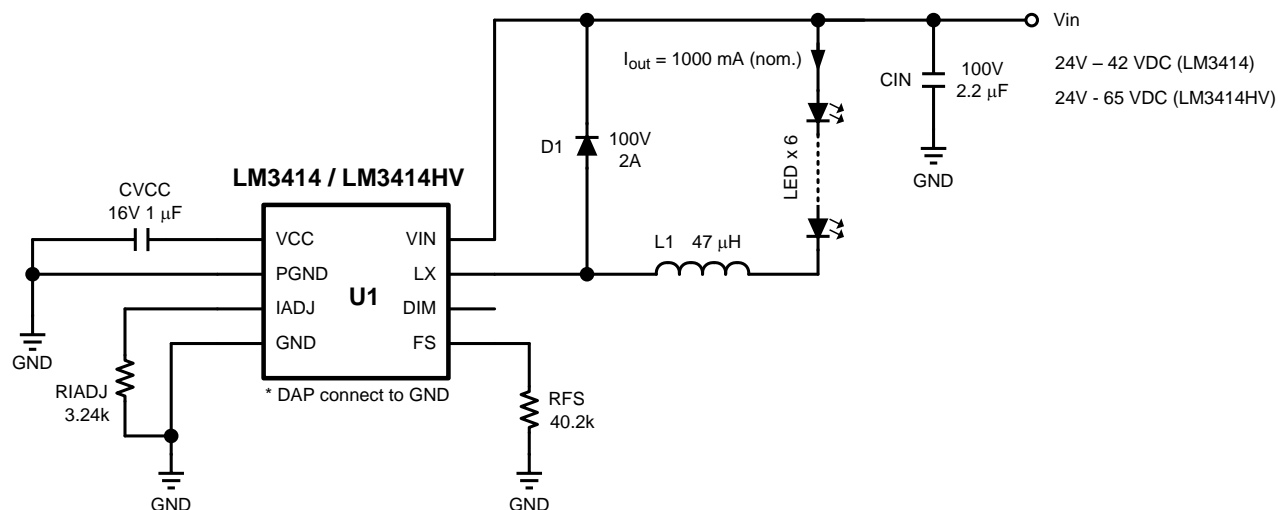 Vin
I_out = 1000 mA (nom.)
24V – 42 VDC (LM3414)
24V - 65 VDC (LM3414HV)
CIN
100V
2.2 μF
GND
D1
100V
2A
LED x 6
LM3414 / LM3414HV
CVCC
16V 1 μF
VCC
VIN
L1 47 μH
PGND
LX
U1
IADJ
DIM
GND
FS
GND
* DAP connect to GND
RIADJ
3.24k
RFS
40.2k
GND
GND